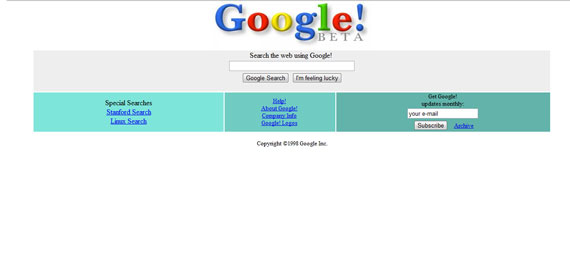 Google!
BETA
Search the web using Google!
Google Search I'm feeling lucky
Special Searches
Stanford Search
Linux Search
Help!
About Google!
Company Info
Google! Logos
Get Google!
updates monthly:
your e-mail
Subscribe Archive
Copyright ©1998 Google Inc.